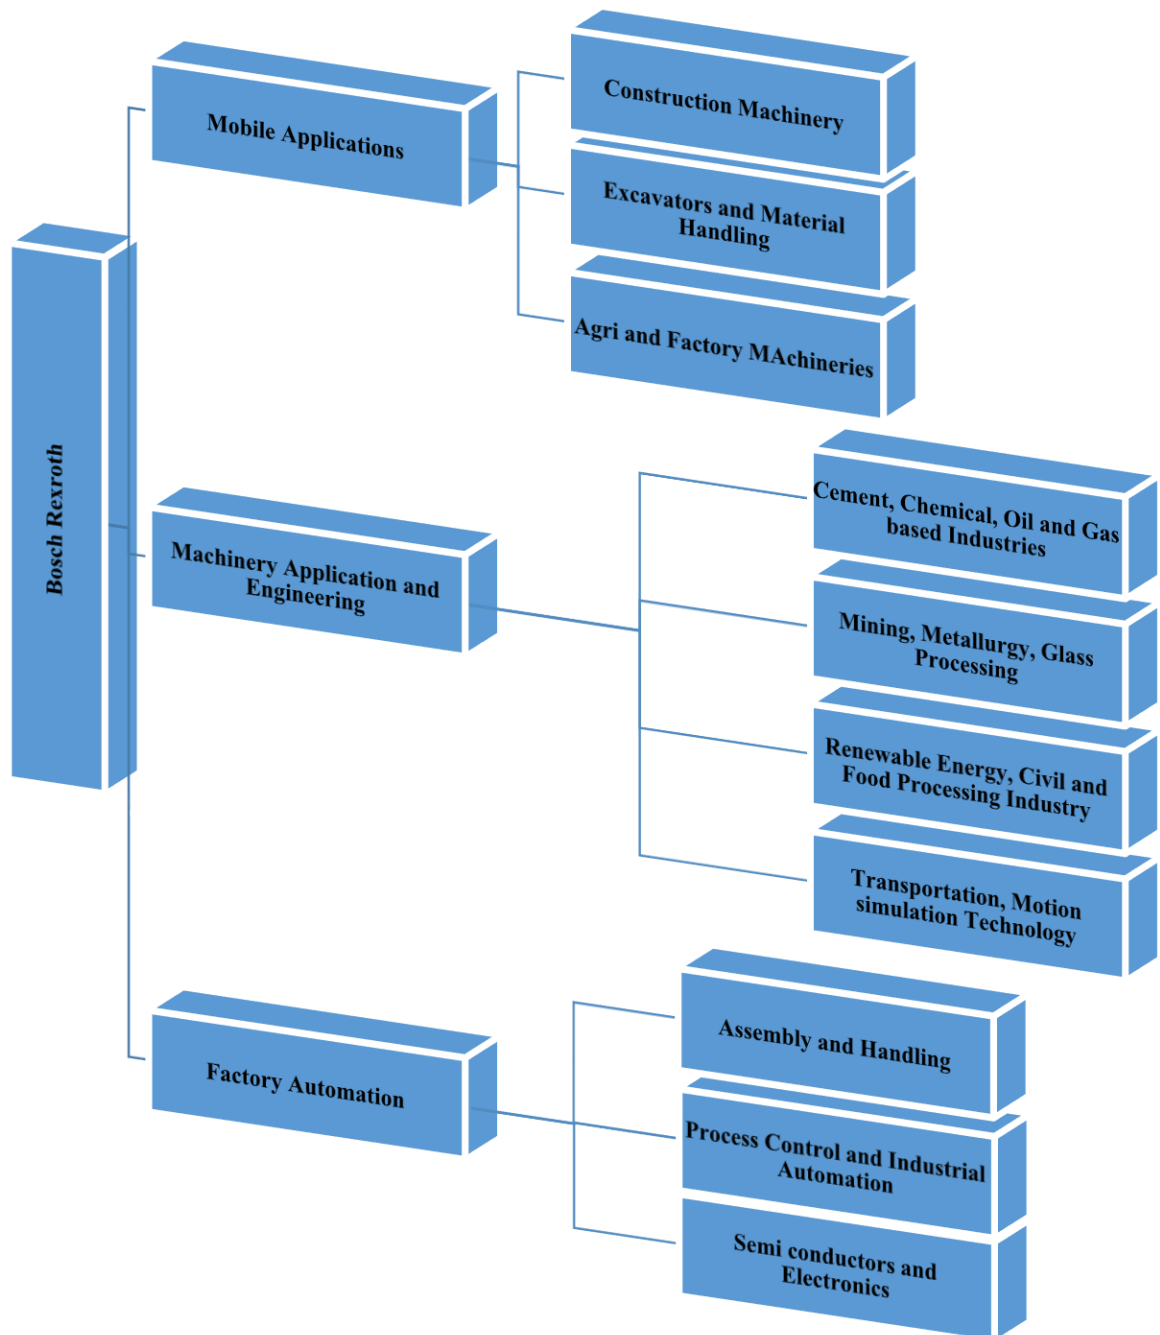 Bosch Rexroth
Mobile Applications
Construction Machinery
Excavators and Material
Handling
Agri and Factory MAchineries
Machinery Application and
Engineering
Cement, Chemical, Oil and Gas
based Industries
Mining, Metallurgy, Glass
Processing
Renewable Energy, Civil and
Food Processing Industry
Transportation, Motion
simulation Technology
Factory Automation
Assembly and Handling
Process Control and Industrial
Automation
Semi conductors and
Electronics